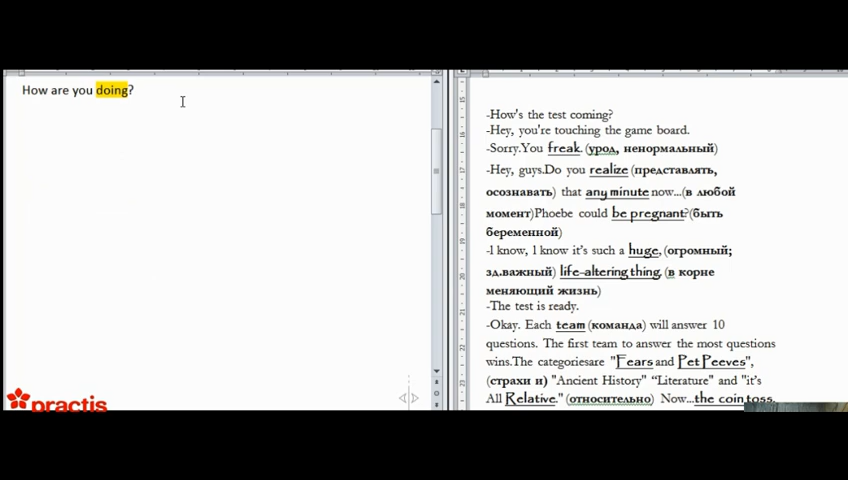 How are you doing?
-How's the test coming?
-Hey, you're touching the game board.
-Sorry.You freak. (урод, ненормальный)
-Hey, guys.Do you realize (представлять,
осознавать) that any minute now...(в любой
момент)Phoebe could be pregnant?(быть
беременной)
-l know, l know it's such a huge, (огромный;
зд.важный) life-altering thing. (в корне
меняющий жизнь)
-The test is ready.
-Okay. Each team (команда) will answer 10
questions. The first team to answer the most questions
wins.The categoriesare "Fears and Pet Peeves",
(страхи и) "Ancient History" "Literature" and "it's
All Relative." (относительно) Now...the coin toss.
practis